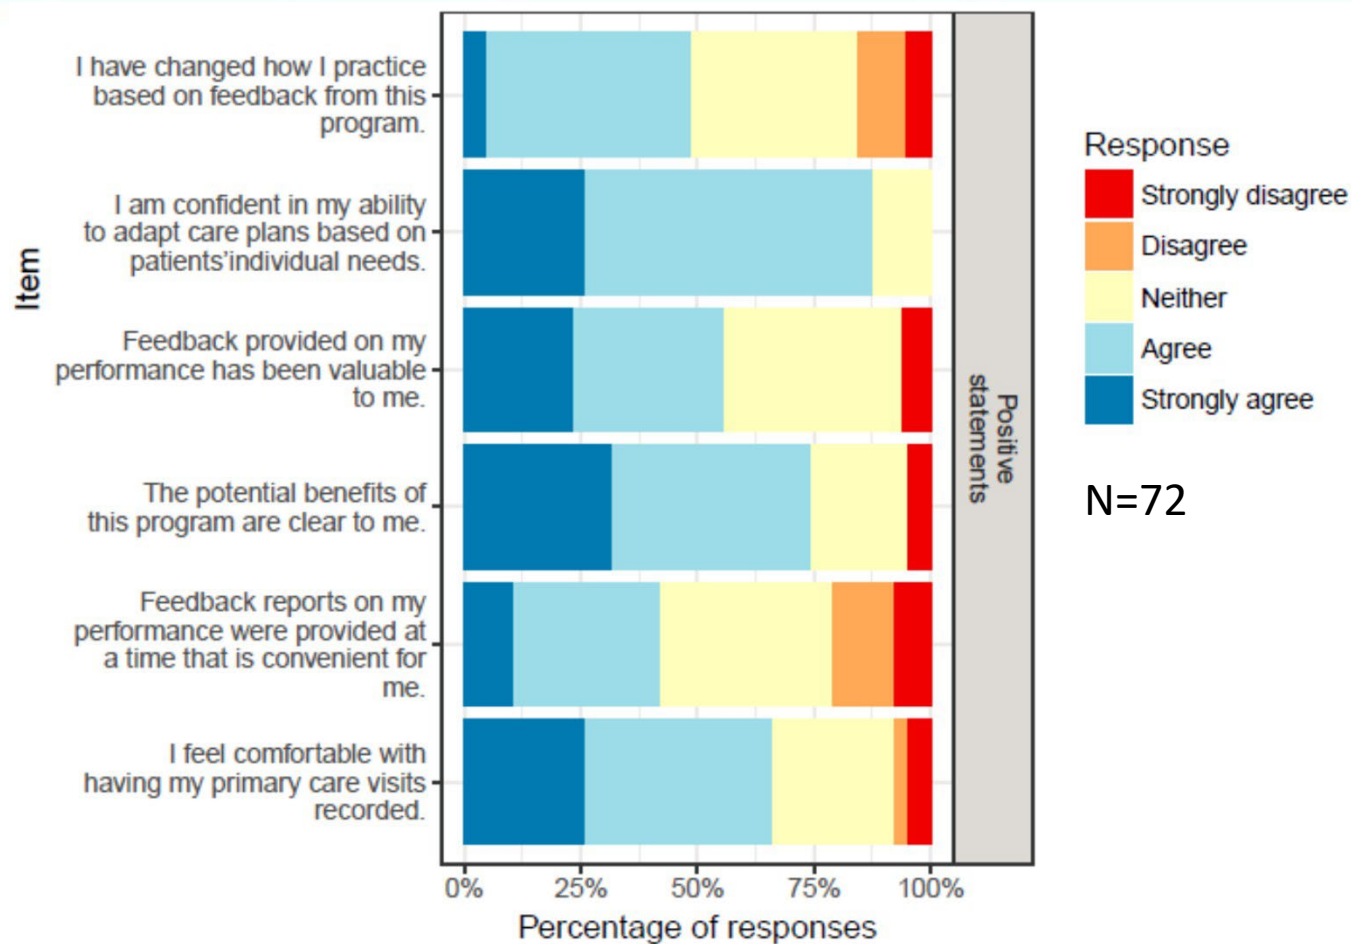 I have changed how I practice
based on feedback from this
program.
I am confident in my ability
to adapt care plans based on
patients'individual needs.
Feedback provided on my
performance has been valuable
to me.
The potential benefits of
this program are clear to me.
Feedback reports on my
performance were provided at
a time that is convenient for
me.
I feel comfortable with
having my primary care visits
recorded.
Item
0% 25% 50% 75% 100%
Percentage of responses
Positive
statements
Response
Strongly disagree
Disagree
Neither
Agree
Strongly agree
N=72